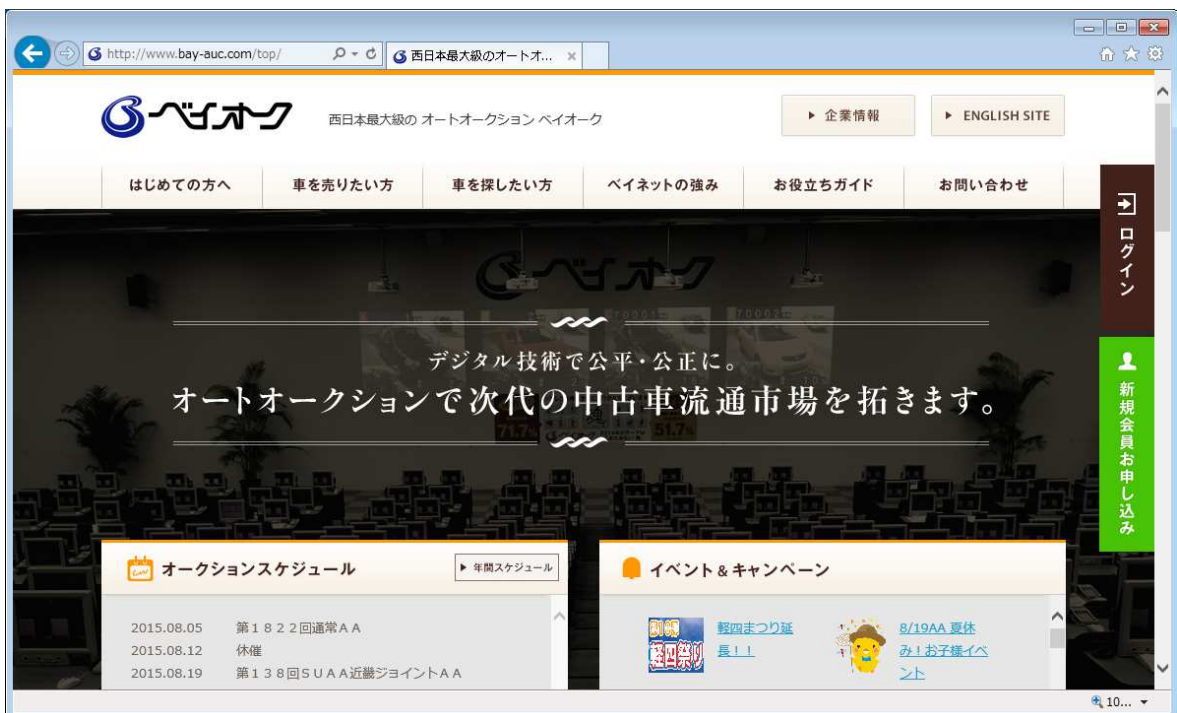 http://www.bay-auc.com/top/
西日本最大級のオートオ...
ベイオーク
西日本最大級の オートオークション ベイオーク
企業情報
ENGLISH SITE
はじめての方へ
車を売りたい方
車を探したい方
ベイネットの強み
お役立ちガイド
お問い合わせ
ログイン
新規会員お申し込み
ベイオーク
70001
70002
デジタル技術で公平・公正に。
オートオークションで次代の中古車流通市場を拓きます。
71.7%
51.7%
オークションスケジュール
年間スケジュール
2015.08.05 第1822回通常AA
2015.08.12 休催
2015.08.19 第138回SUAA近畿ジョイントAA
イベント&キャンペーン
軽四祭り
軽四まつり延
長！！
8/19AA 夏休
み！お子様イベ
ント
10...